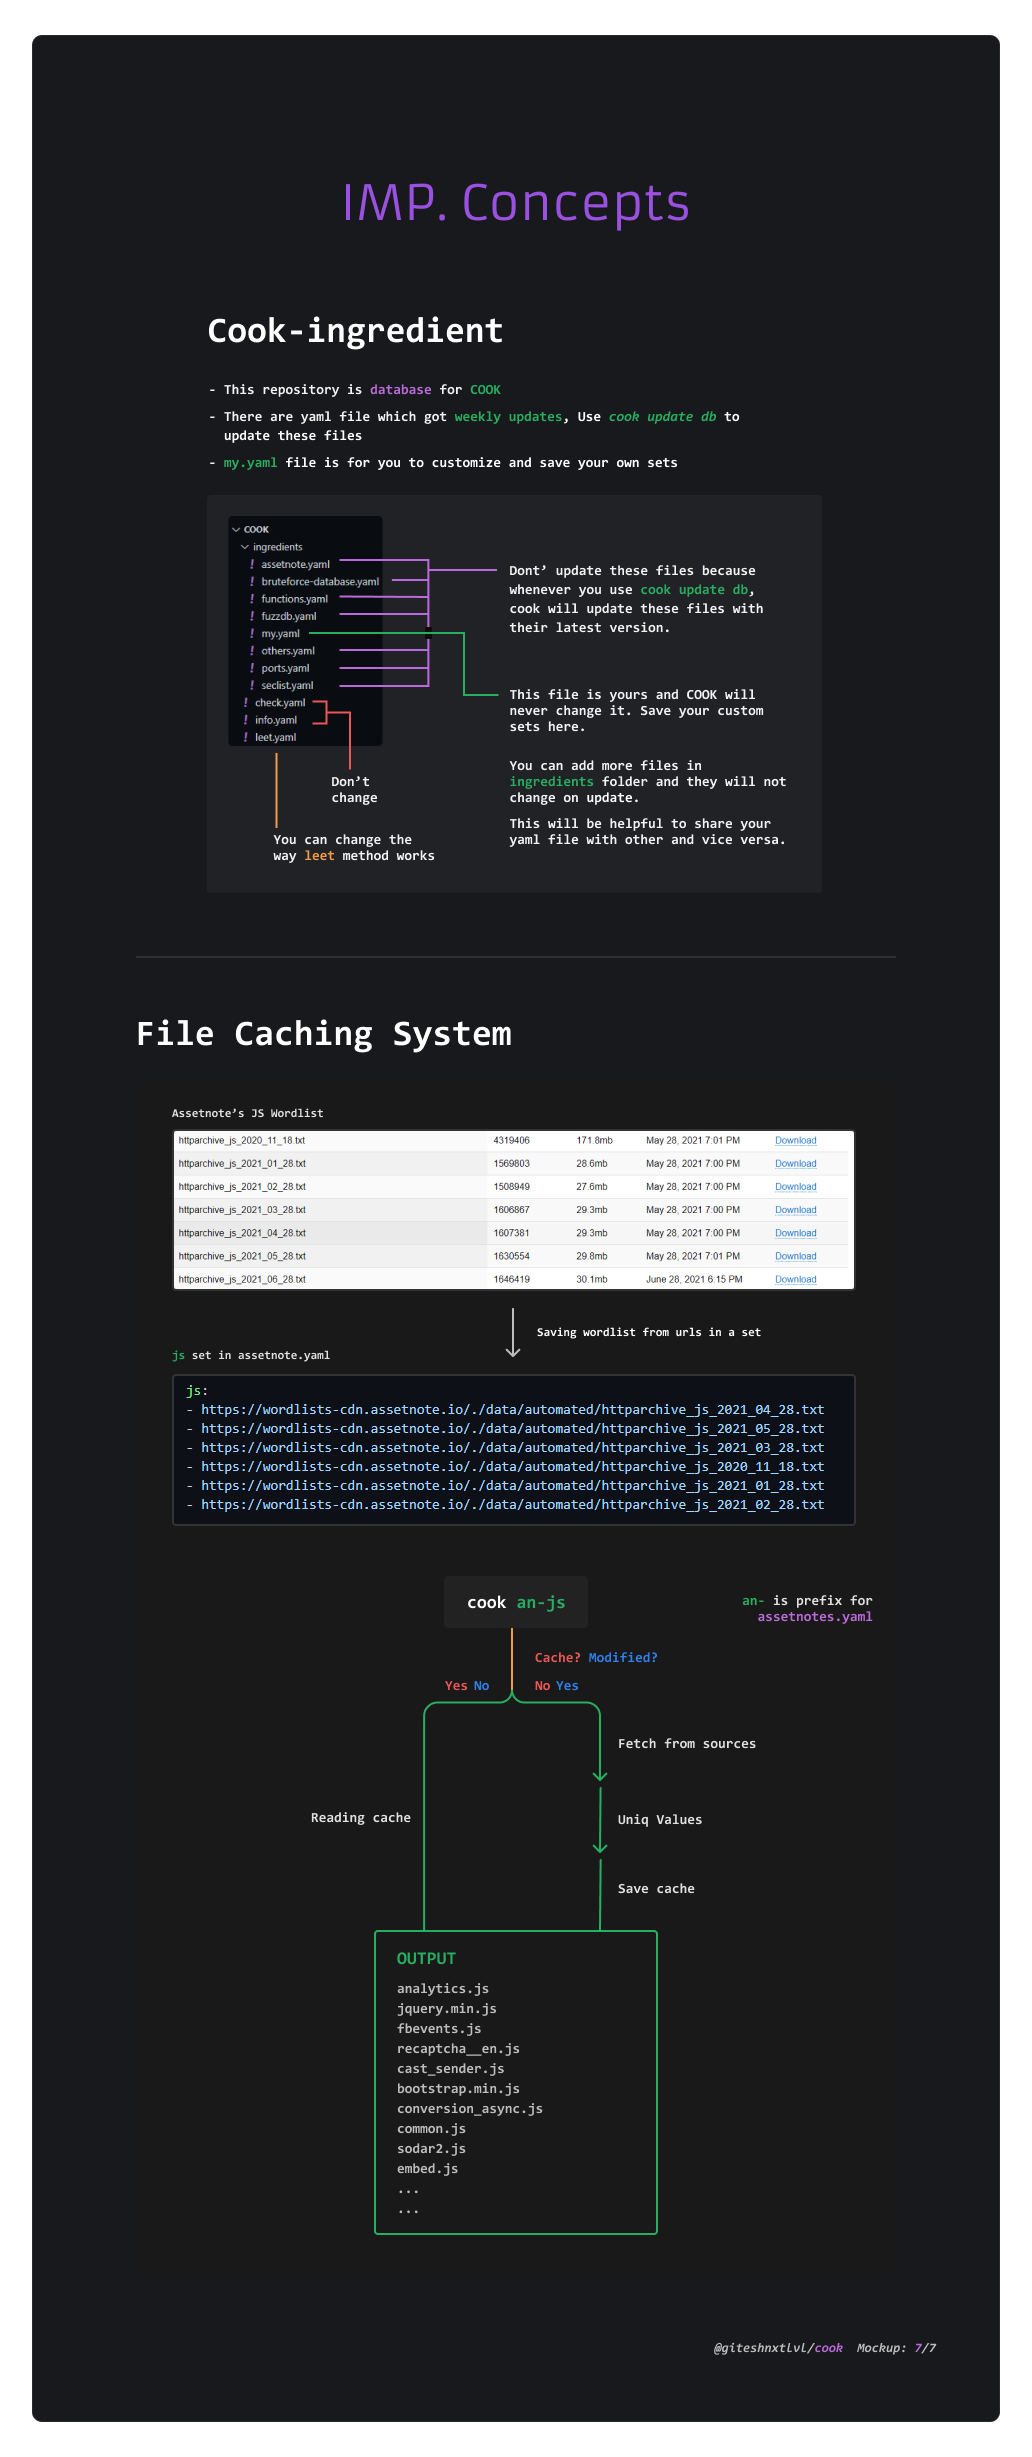 IMP. Concepts
Cook-ingredient
- This repository is database for COOK
- There are yaml file which got weekly updates, Use cook update db to
update these files
- my.yaml file is for you to customize and save your own sets
COOK
ingredients
! assetnote.yaml
! bruteforce-database.yaml
! functions.yaml
! fuzzdb.yaml
! my.yaml
! others.yaml
! ports.yaml
! seclist.yaml
! check.yaml
! info.yaml
! leet.yaml
Dont’ update these files because
whenever you use cook update db,
cook will update these files with
their latest version.
This file is yours and COOK will
never change it. Save your custom
sets here.
You can add more files in
ingredients folder and they will not
change on update.
This will be helpful to share your
yaml file with other and vice versa.
Don’t
change
You can change the
way leet method works
File Caching System
Assetnote’s JS Wordlist
httparchive_js_2020_11_18.txt 4319406 171.8mb May 28, 2021 7:01 PM Download
httparchive_js_2021_01_28.txt 1569803 28.6mb May 28, 2021 7:00 PM Download
httparchive_js_2021_02_28.txt 1508949 27.6mb May 28, 2021 7:00 PM Download
httparchive_js_2021_03_28.txt 1606867 29.3mb May 28, 2021 7:00 PM Download
httparchive_js_2021_04_28.txt 1607381 29.3mb May 28, 2021 7:00 PM Download
httparchive_js_2021_05_28.txt 1630554 29.8mb May 28, 2021 7:01 PM Download
httparchive_js_2021_06_28.txt 1646419 30.1mb June 28, 2021 6:15 PM Download
Saving wordlist from urls in a set
js set in assetnote.yaml
js:
- https://wordlists-cdn.assetnote.io/./data/automated/httparchive_js_2021_04_28.txt
- https://wordlists-cdn.assetnote.io/./data/automated/httparchive_js_2021_05_28.txt
- https://wordlists-cdn.assetnote.io/./data/automated/httparchive_js_2021_03_28.txt
- https://wordlists-cdn.assetnote.io/./data/automated/httparchive_js_2020_11_18.txt
- https://wordlists-cdn.assetnote.io/./data/automated/httparchive_js_2021_01_28.txt
- https://wordlists-cdn.assetnote.io/./data/automated/httparchive_js_2021_02_28.txt
cook an-js
an- is prefix for
assetnotes.yaml
Cache? Modified?
Yes No
No Yes
Fetch from sources
Reading cache
Uniq Values
Save cache
OUTPUT
analytics.js
jquery.min.js
fbevents.js
recaptcha__en.js
cast_sender.js
bootstrap.min.js
conversion_async.js
common.js
sodar2.js
embed.js
...
...
@giteshnxtlvl/cook Mockup: 7/7